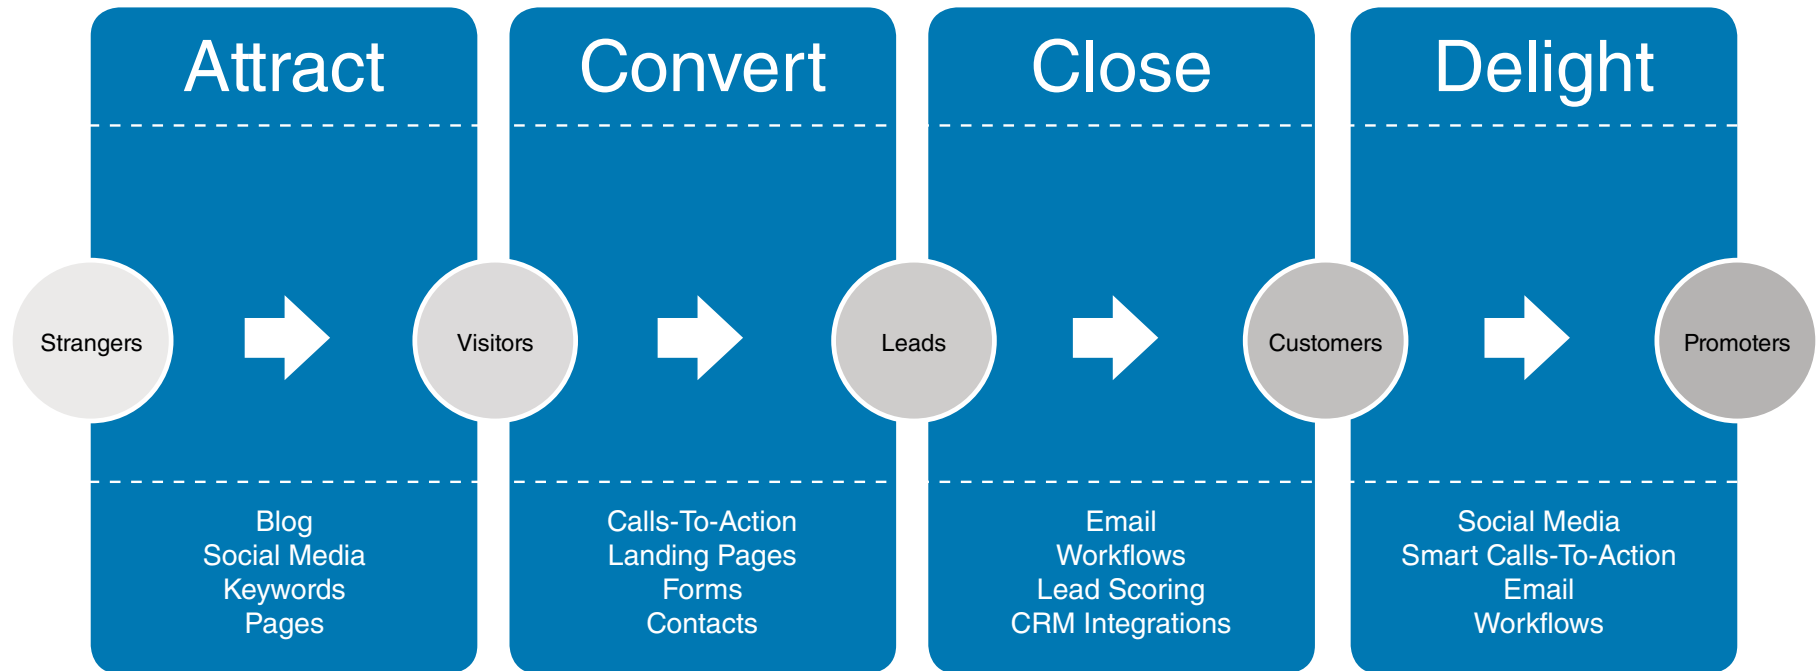 Attract
Convert
Close
Delight
Strangers
Visitors
Leads
Customers
Promoters
Blog
Social Media
Keywords
Pages
Calls-To-Action
Landing Pages
Forms
Contacts
Email
Workflows
Lead Scoring
CRM Integrations
Social Media
Smart Calls-To-Action
Email
Workflows